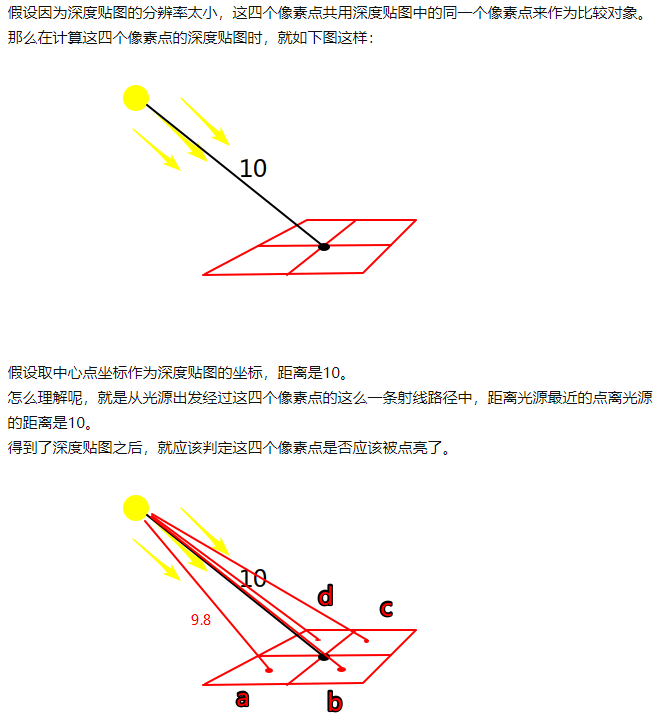 假设因为深度贴图的分辨率太小，这四个像素点共用深度贴图中的同一个像素点来作为比较对象。
那么在计算这四个像素点的深度贴图时，就如下图这样：
10
假设取中心点坐标作为深度贴图的坐标，距离是10。
怎么理解呢，就是从光源出发经过这四个像素点的这么一条射线路径中，距离光源最近的点离光源
的距离是10。
得到了深度贴图之后，就应该判定这四个像素点是否应该被点亮了。
10
d
c
9.8
a
b